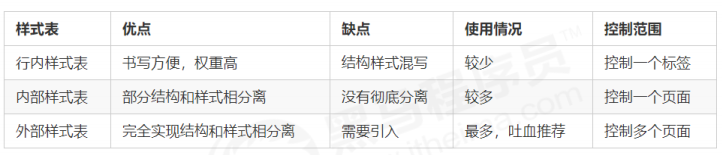 样式表 优点 缺点 使用情况 控制范围
行内样式表 书写方便，权重高 结构样式混写 较少 控制一个标签
内部样式表 部分结构和样式相分离 没有彻底分离 较多 控制一个页面
外部样式表 完全实现结构和样式相分离 需要引入 最多，吐血推荐 控制多个页面